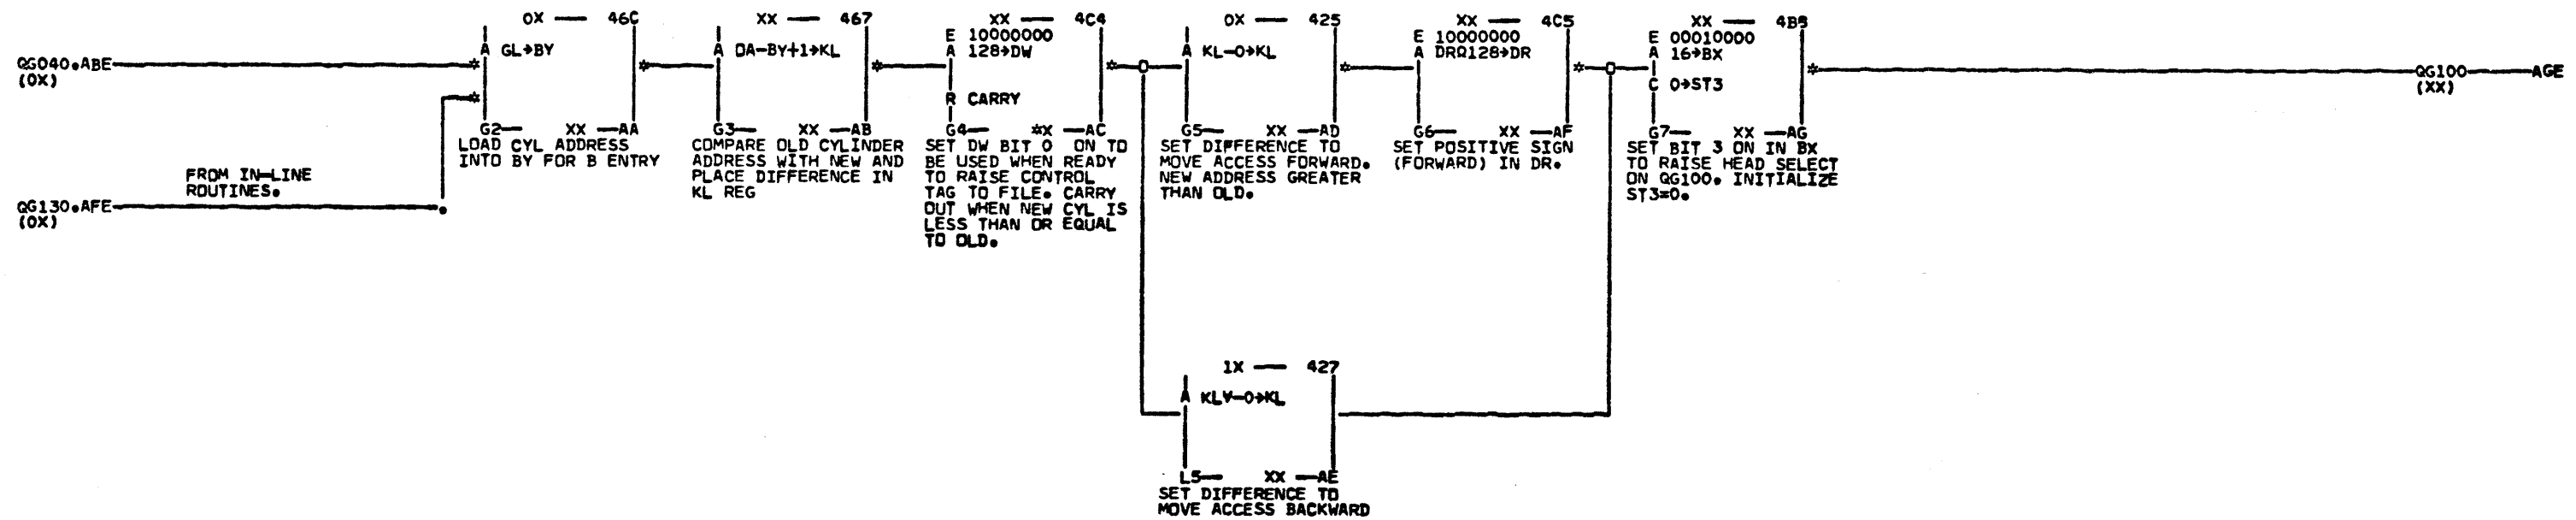 0X — 46C
A GL→BY
QG040.ABE
(0X)
G2— XX —AA
LOAD CYL ADDRESS
INTO BY FOR B ENTRY
FROM IN-LINE
ROUTINES.
QG130.AFE
(0X)
XX — 467
A DA-BY+1→KL
G3— XX —AB
COMPARE OLD CYLINDER
ADDRESS WITH NEW AND
PLACE DIFFERENCE IN
KL REG
XX — 4C4
E 10000000
A 128→DW
R CARRY
G4— *X —AC
SET DW BIT 0 ON TO
BE USED WHEN READY
TO RAISE CONTROL
TAG TO FILE. CARRY
OUT WHEN NEW CYL IS
LESS THAN OR EQUAL
TO OLD.
0X — 425
A KL-0→KL
G5— XX —AD
SET DIFFERENCE TO
MOVE ACCESS FORWARD.
NEW ADDRESS GREATER
THAN OLD.
XX — 4C5
E 10000000
A DRΩ128→DR
G6— XX —AF
SET POSITIVE SIGN
(FORWARD) IN DR.
XX —
E 00010000
A 16→BX
C 0→ST3
G7— XX —AG
SET BIT 3 ON IN BX
TO RAISE HEAD SELECT
ON QG100. INITIALIZE
ST3=0.
QG100 — AGE
(XX)
1X — 427
A KL∀-0→KL
L5— XX —AE
SET DIFFERENCE TO
MOVE ACCESS BACKWARD